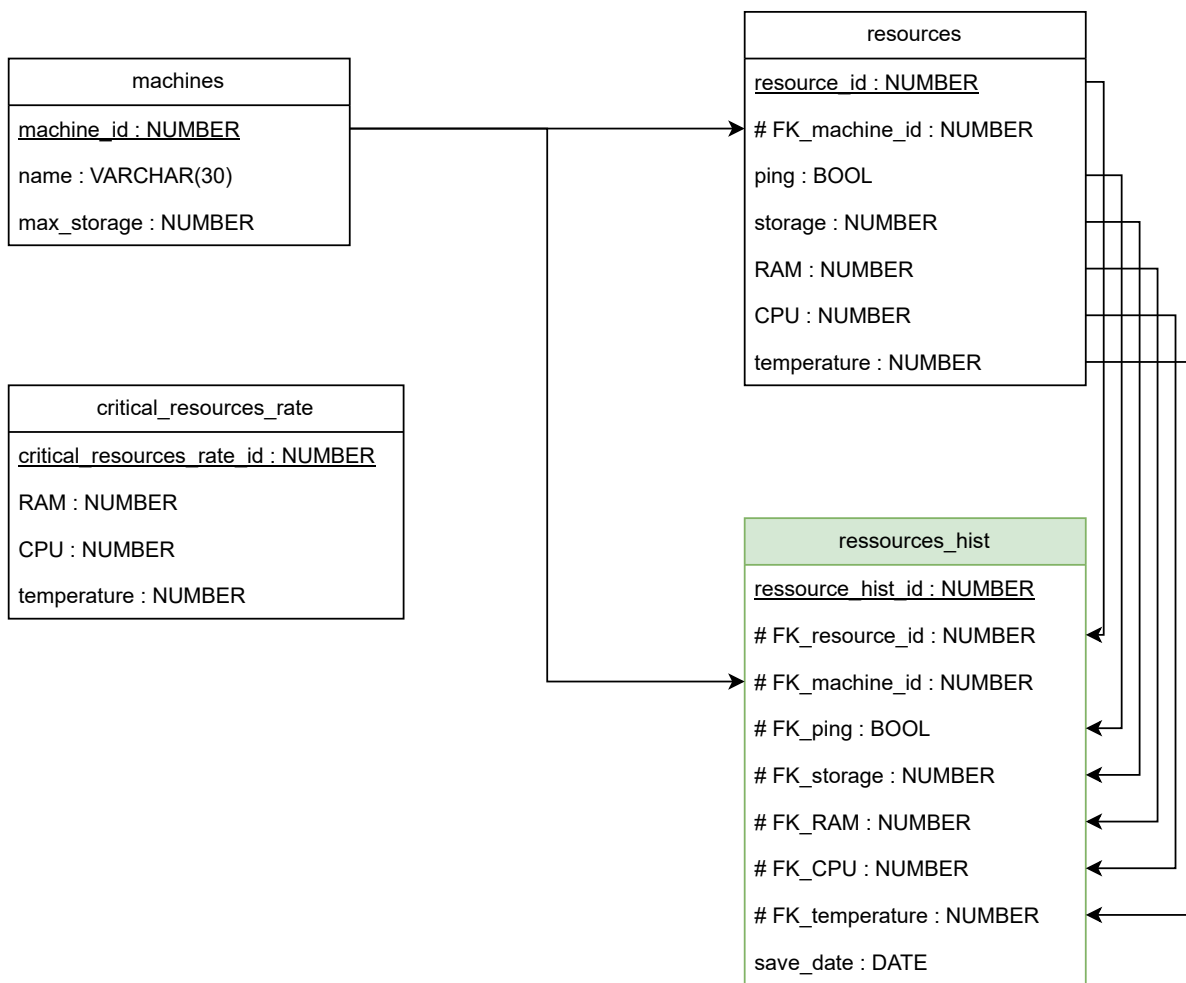 machines
machine_id : NUMBER
name : VARCHAR(30)
max_storage : NUMBER
resources
resource_id : NUMBER
# FK_machine_id : NUMBER
ping : BOOL
storage : NUMBER
RAM : NUMBER
CPU : NUMBER
temperature : NUMBER
critical_resources_rate
critical_resources_rate_id : NUMBER
RAM : NUMBER
CPU : NUMBER
temperature : NUMBER
ressources_hist
ressource_hist_id : NUMBER
# FK_resource_id : NUMBER
# FK_machine_id : NUMBER
# FK_ping : BOOL
# FK_storage : NUMBER
# FK_RAM : NUMBER
# FK_CPU : NUMBER
# FK_temperature : NUMBER
save_date : DATE